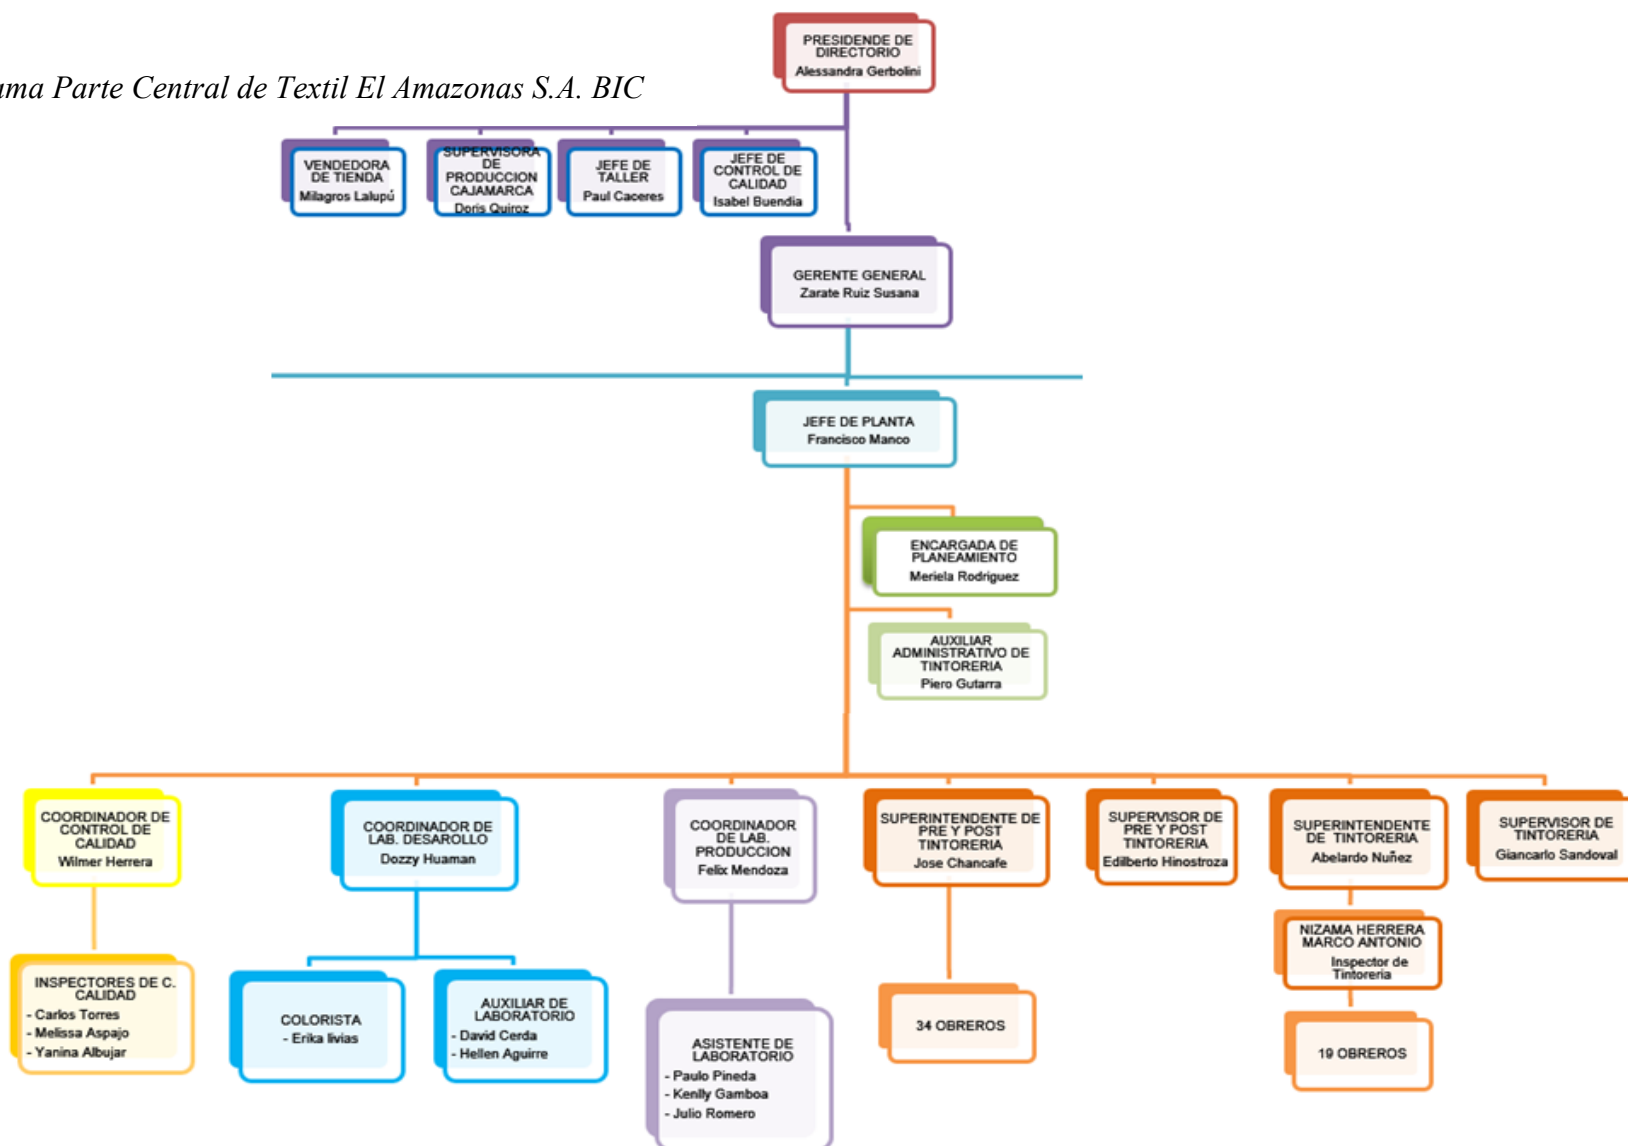 PRESIDENDE DE
DIRECTORIO
Alessandra Gerbolini
ama Parte Central de Textil El Amazonas S.A. BIC
VENDEDORA
DE TIENDA
Milagros Lalupú
SUPERVISORA
DE
PRODUCCION
CAJAMARCA
Doris Quiroz
JEFE DE
TALLER
Paul Caceres
JEFE DE
CONTROL DE
CALIDAD
Isabel Buendia
GERENTE GENERAL
Zarate Ruiz Susana
JEFE DE PLANTA
Francisco Manco
ENCARGADA DE
PLANEAMIENTO
Meriela Rodriguez
AUXILIAR
ADMINISTRATIVO DE
TINTORERIA
Piero Gutarra
COORDINADOR DE
CONTROL DE
CALIDAD
Wilmer Herrera
COORDINADOR DE
LAB. DESAROLLO
Dozzy Huaman
COORDINADOR
DE LAB.
PRODUCCION
Felix Mendoza
SUPERINTENDENTE DE
PRE Y POST
TINTORERIA
Jose Chancafe
SUPERVISOR DE
PRE Y POST
TINTORERIA
Edilberto Hinostroza
SUPERINTENDENTE
DE TINTORERIA
Abelardo Nuñez
SUPERVISOR DE
TINTORERIA
Giancarlo Sandoval
INSPECTORES DE C.
CALIDAD
- Carlos Torres
- Melissa Aspajo
- Yanina Albujar
COLORISTA
- Erika livias
AUXILIAR DE
LABORATORIO
- David Cerda
- Hellen Aguirre
ASISTENTE DE
LABORATORIO
- Paulo Pineda
- Kenlly Gamboa
- Julio Romero
34 OBREROS
NIZAMA HERRERA
MARCO ANTONIO
Inspector de
Tintoreria
19 OBREROS